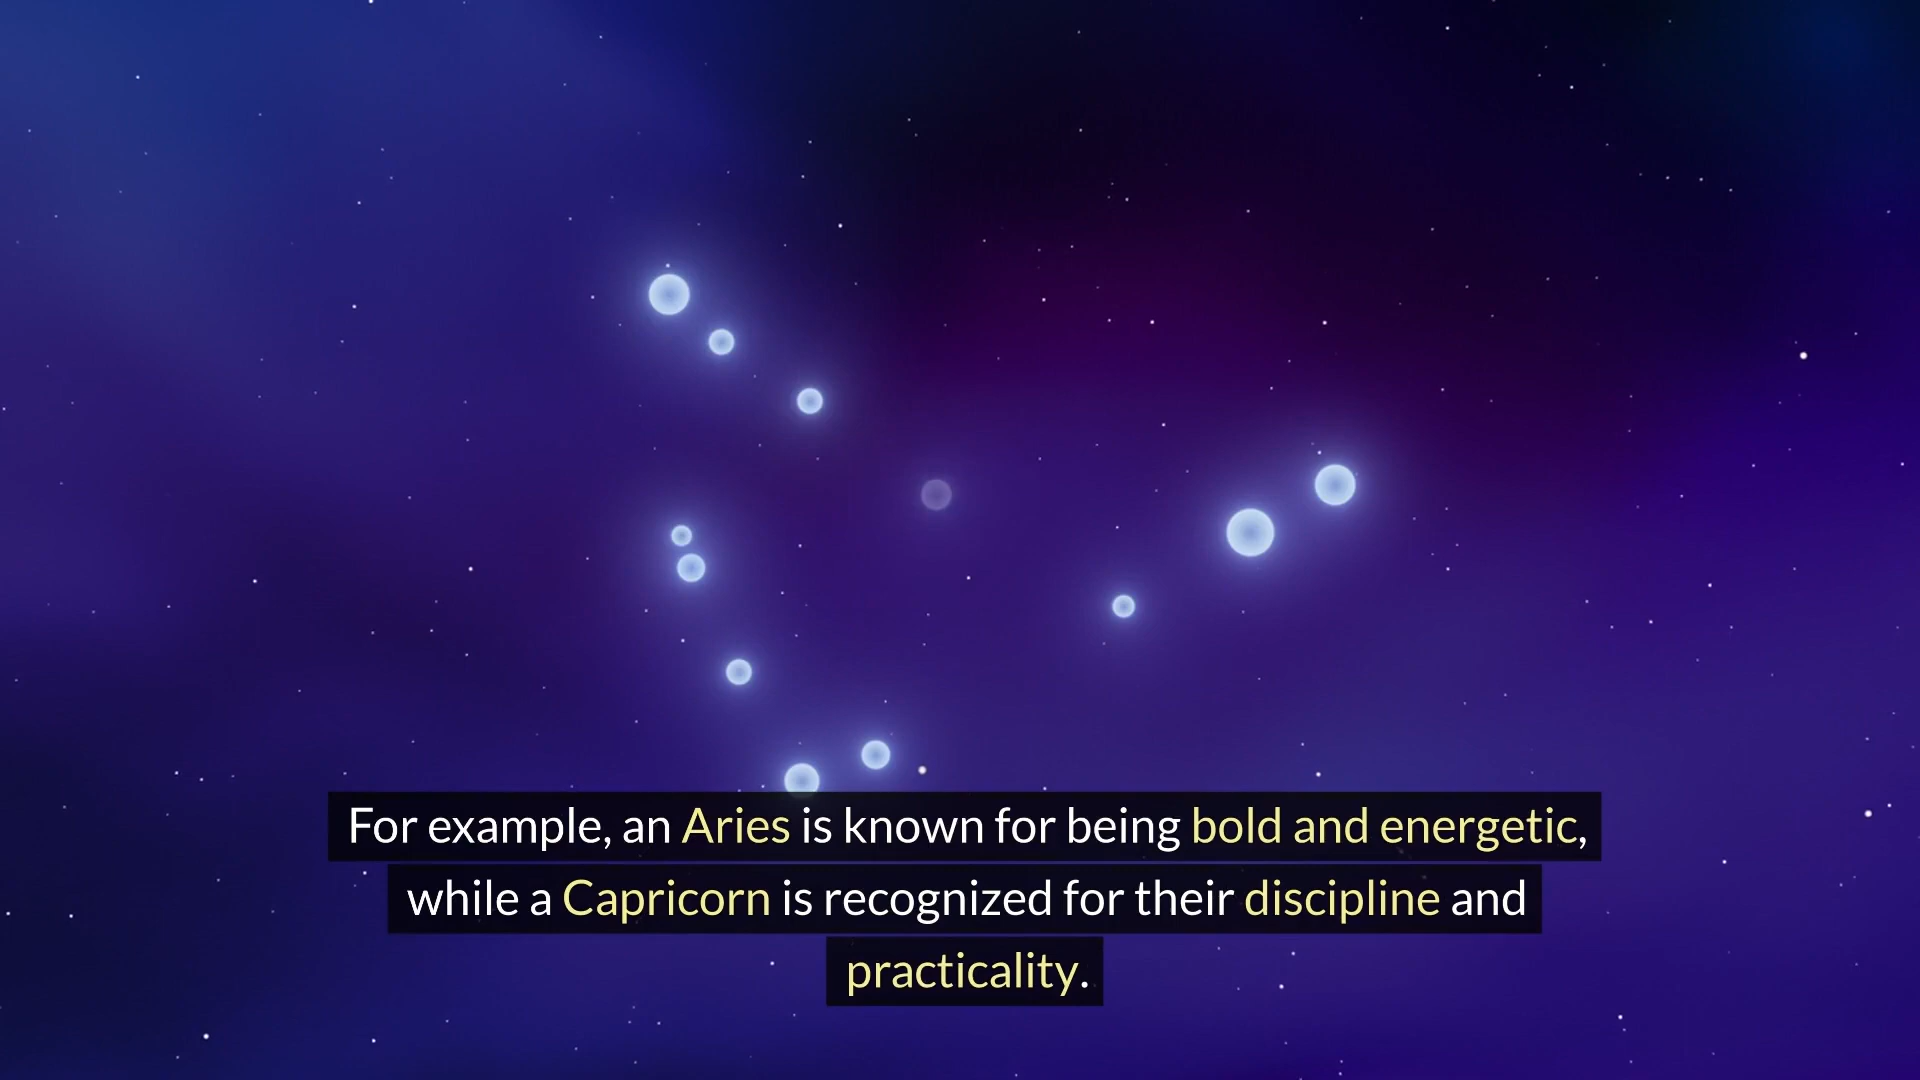 For example, an Aries is known for being bold and energetic,
while a Capricorn is recognized for their discipline and
practicality.